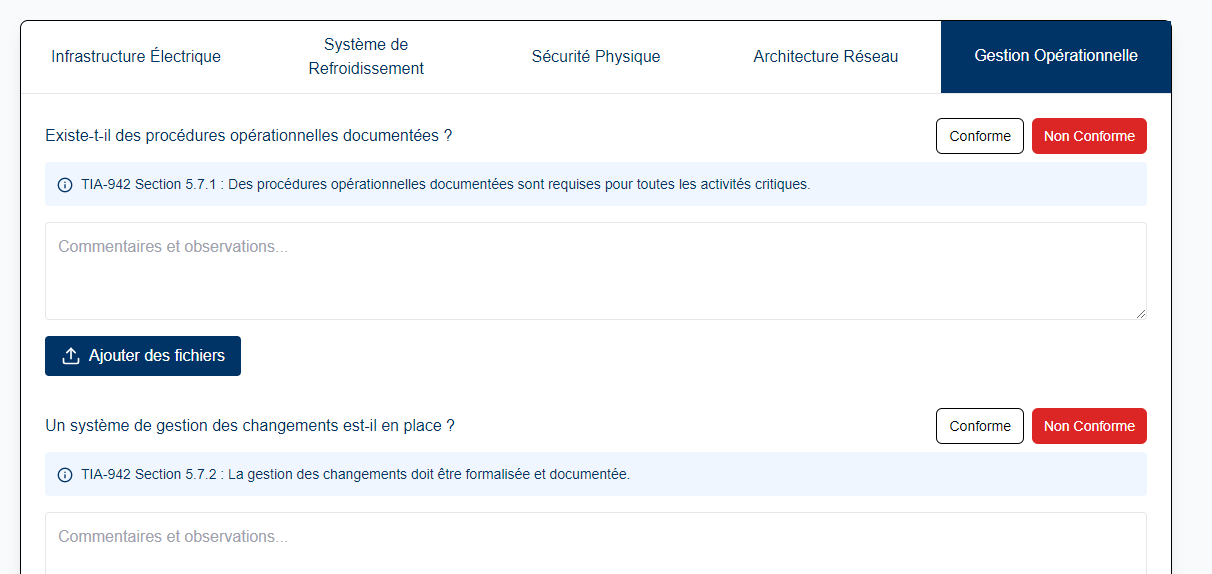 Infrastructure Électrique
Système de
Refroidissement
Sécurité Physique
Architecture Réseau
Gestion Opérationnelle
Existe-t-il des procédures opérationnelles documentées ?
Conforme
Non Conforme
TIA-942 Section 5.7.1 : Des procédures opérationnelles documentées sont requises pour toutes les activités critiques.
Commentaires et observations...
Ajouter des fichiers
Un système de gestion des changements est-il en place ?
Conforme
Non Conforme
TIA-942 Section 5.7.2 : La gestion des changements doit être formalisée et documentée.
Commentaires et observations...